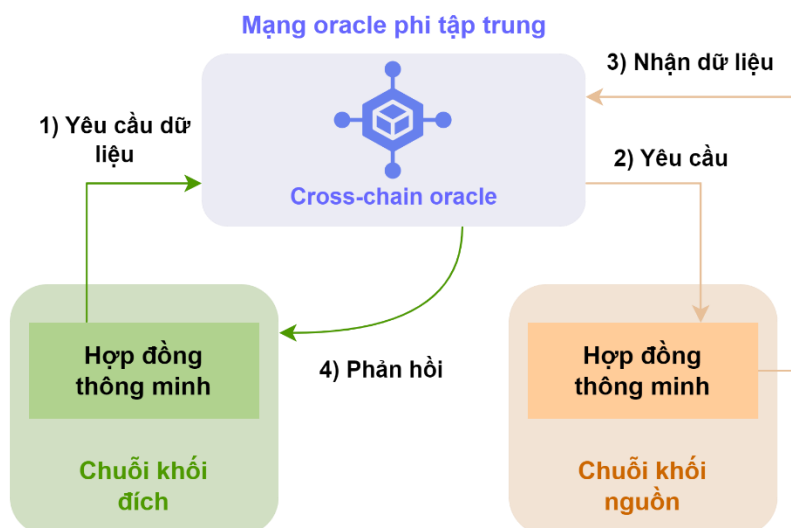 Mạng oracle phi tập trung
3) Nhận dữ liệu
1) Yêu cầu dữ
liệu
2) Yêu cầu
Cross-chain oracle
Hợp đồng
thông minh
4) Phản hồi
Hợp đồng
thông minh
Chuỗi khối
đích
Chuỗi khối
nguồn